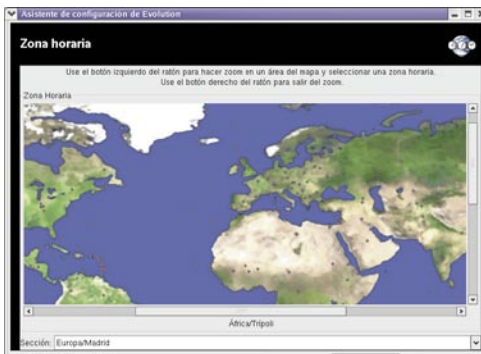 Asistente de configuración de Evolution
Zona horaria
Use el botón izquierdo del ratón para hacer zoom en un área del mapa y seleccionar una zona horaria.
Use el botón derecho del ratón para salir del zoom.
Zona Horaria
África/Trípoli
Sección: Europa/Madrid